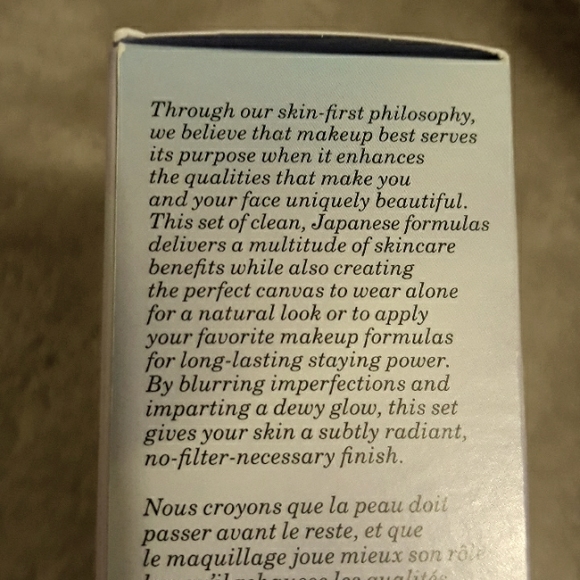 Through our skin-first philosophy,
we believe that makeup best serves
its purpose when it enhances
the qualities that make you
and your face uniquely beautiful.
This set of clean, Japanese formulas
delivers a multitude of skincare
benefits while also creating
the perfect canvas to wear alone
for a natural look or to apply
your favorite makeup formulas
for long-lasting staying power.
By blurring imperfections and
imparting a dewy glow, this set
gives your skin a subtly radiant,
no-filter-necessary finish.
Nous croyons que la peau doit
passer avant le reste, et que
le maquillage joue mieux son rôle
les qualités